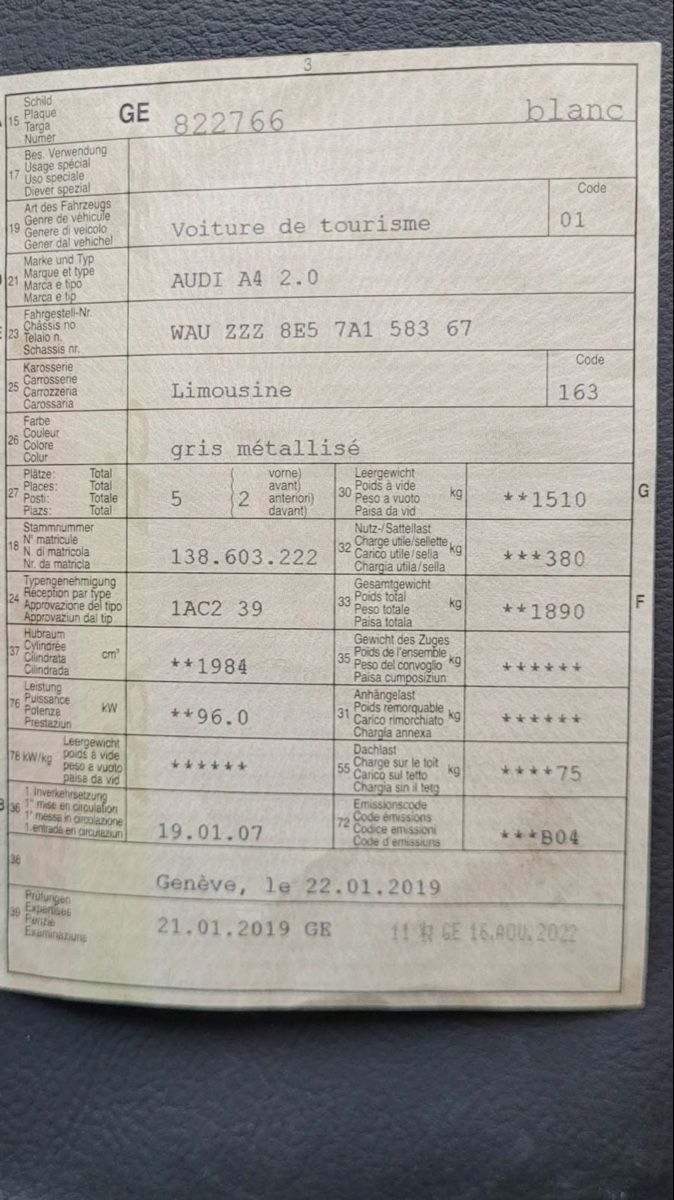 3
15 Schild
Plaque
Targa
Numer
GE 822766 blanc
17 Bes. Verwendung
Usage spécial
Uso speciale
Diever spezial
19 Art des Fahrzeugs
Genre de véhicule
Genere di veicolo
Gener dal vehichel
Voiture de tourisme
Code
01
21 Marke und Typ
Marque et type
Marca e tipo
Marca e tip
AUDI A4 2.0
23 Fahrgestell-Nr.
Châssis no
Telaio n.
Schassis nr.
WAU ZZZ 8E5 7A1 583 67
25 Karosserie
Carrosserie
Carrozzeria
Carossaria
Limousine
Code
163
26 Farbe
Couleur
Colore
Colur
gris métallisé
27 Plätze: Total
Places: Total
Posti: Totale
Plazs: Total
5
( vorne)
( avant)
( 2 anteriori)
( davant)
30 Leergewicht
Poids à vide
Peso a vuoto
Paisa da vid
kg
**1510
G
18 Stammnummer
N° matricule
N. di matricola
Nr. da matricla
138.603.222
32 Nutz-/Sattellast
Charge utile/sellette
Carico utile/sella
Chargia utila/sella
kg
***380
24 Typengenehmigung
Réception par type
Approvazione del tipo
Approvaziun dal tip
1AC2 39
33 Gesamtgewicht
Poids total
Peso totale
Paisa totala
kg
**1890
F
37 Hubraum
Cylindrée
Cilindrata
Cilindrada
cm³
**1984
35 Gewicht des Zuges
Poids de l'ensemble
Peso del convoglio
Paisa cumposiziun
kg
******
76 Leistung
Puissance
Potenza
Prestaziun
kW
**96.0
31 Anhängelast
Poids remorquable
Carico rimorchiato
Chargia annexa
kg
******
78 kW/kg
Leergewicht
poids à vide
peso a vuoto
paisa da vid
******
55 Dachlast
Charge sur le toit
Carico sul tetto
Chargia sin il tetg
kg
****75
36 1. Inverkehrsetzung
1re mise en circulation
1a messa in circolazione
1. entrada en circulaziun
19.01.07
72 Emissionscode
Code émissions
Codice emissioni
Code d'emissiuns
***B04
38
Genève, le 22.01.2019
39 Prüfungen
Expertises
Perizie
Examinaziuns
21.01.2019 GE
GE 16.AOU.2022